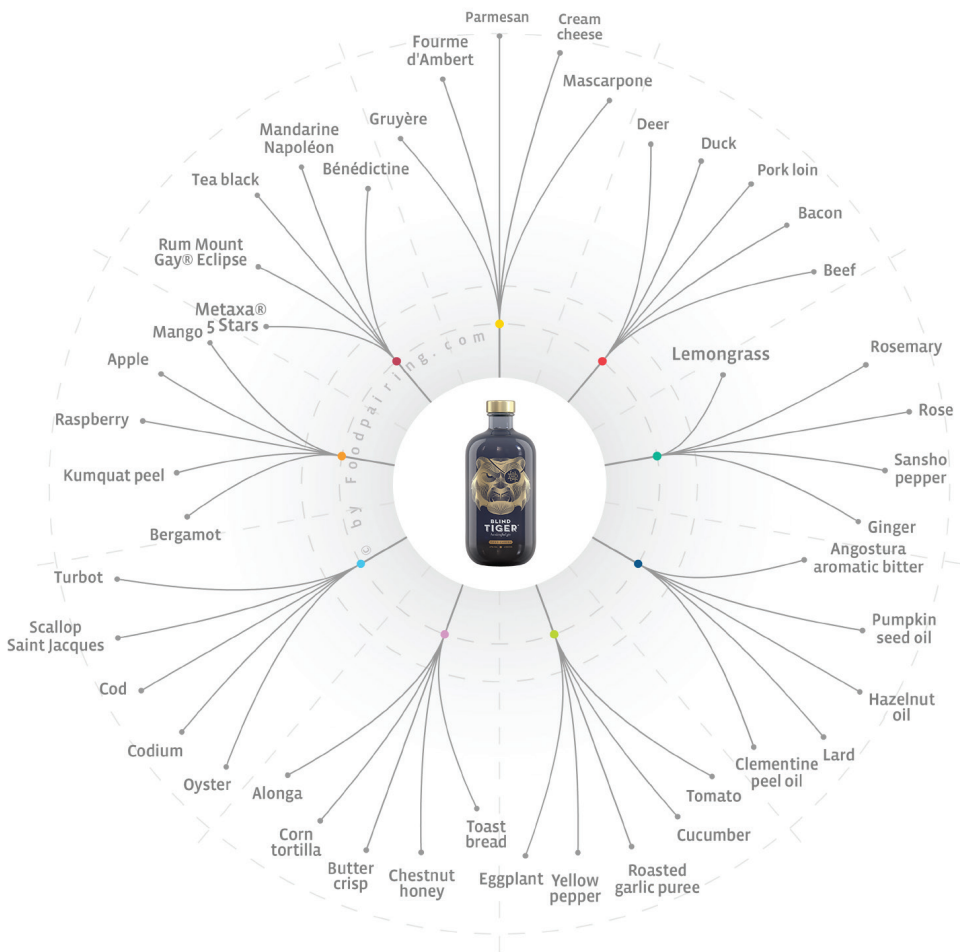 Parmesan
Cream
cheese
Fourme
d'Ambert
Mascarpone
Gruyère
Deer
Duck
Pork loin
Bacon
Beef
Mandarine
Napoléon
Bénédictine
Tea black
Rum Mount
Gay® Eclipse
Metaxa®
5 Stars
Mango
Apple
Raspberry
Kumquat peel
Bergamot
Lemongrass
Rosemary
Rose
Sansho
pepper
Ginger
Angostura
aromatic bitter
Pumpkin
seed oil
Hazelnut
oil
Lard
Clementine
peel oil
Turbot
Scallop
Saint Jacques
Cod
Codium
Oyster
Alonga
Corn
tortilla
Butter
crisp
Chestnut
honey
Toast
bread
Eggplant
Yellow
pepper
Roasted
garlic puree
Cucumber
Tomato
© by Foodpairing.com
BLIND
TIGER